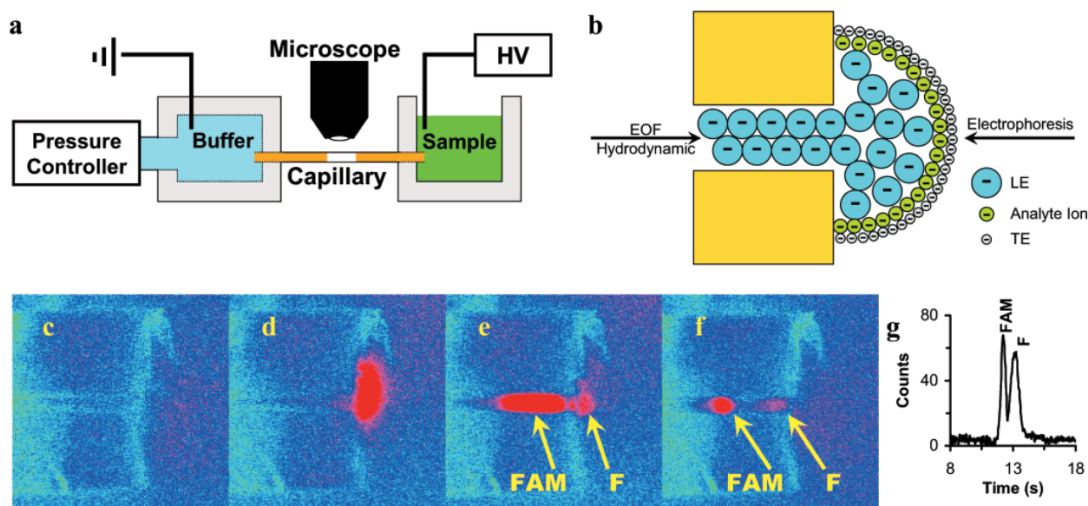 a
Microscope
HV
Pressure
Controller
Buffer
Sample
Capillary
b
EOF
Hydrodynamic
Electrophoresis
LE
Analyte Ion
TE
c
d
e
FAM
F
f
FAM
F
g
80
40
0
Counts
FAM
F
8
13
18
Time (s)